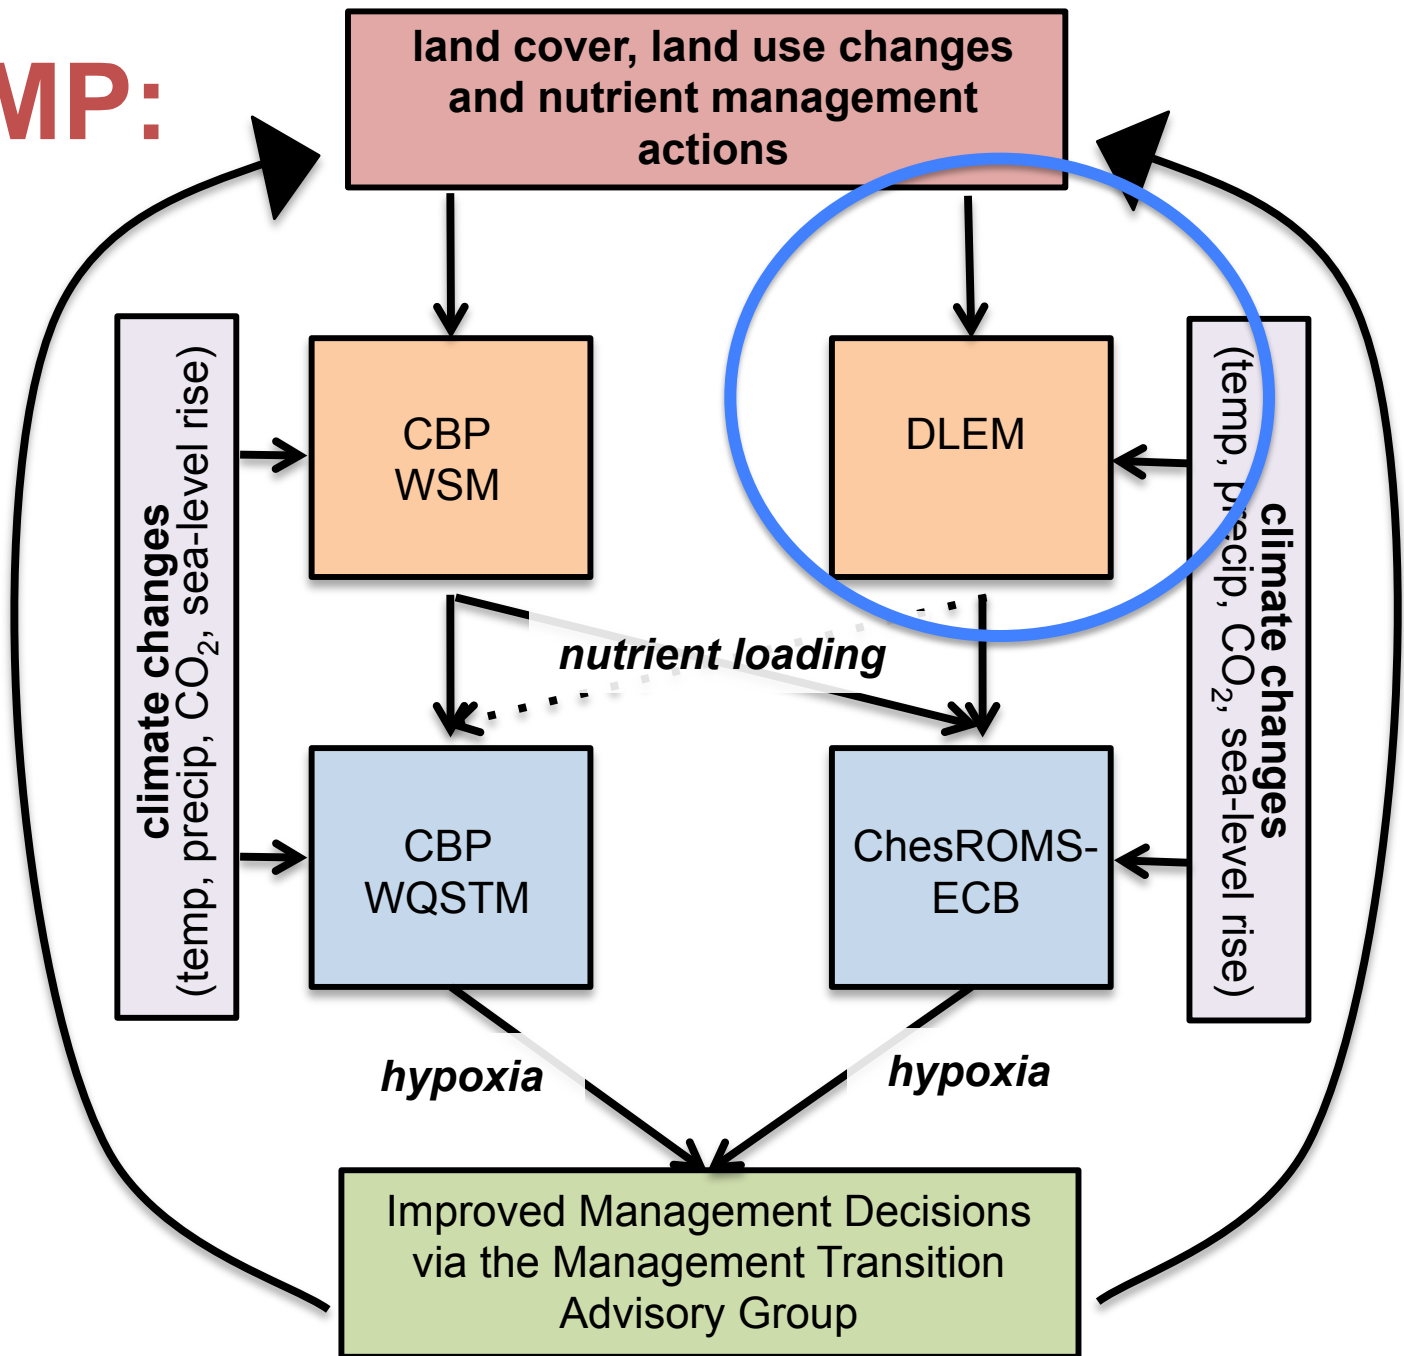 MP:
land cover, land use changes
and nutrient management
actions
climate changes
(temp, precip, CO₂, sea-level rise)
CBP
WSM
DLEM
climate changes
(temp, precip, CO₂, sea-level rise)
nutrient loading
CBP
WQSTM
ChesROMS-
ECB
hypoxia
hypoxia
Improved Management Decisions
via the Management Transition
Advisory Group